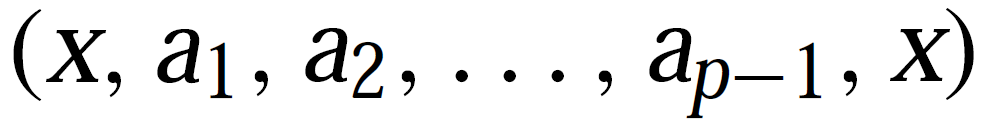 (x, a₁, a₂, . . . . , aₚ₋₁, x)